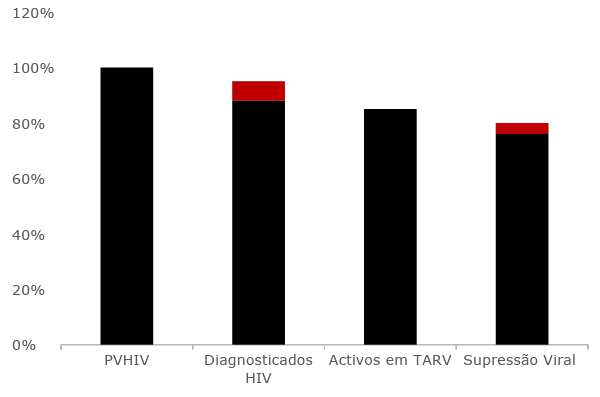 120%
100%
80%
60%
40%
20%
0%
PVHIV
Diagnosticados
HIV
Activos em TARV
Supressão Viral